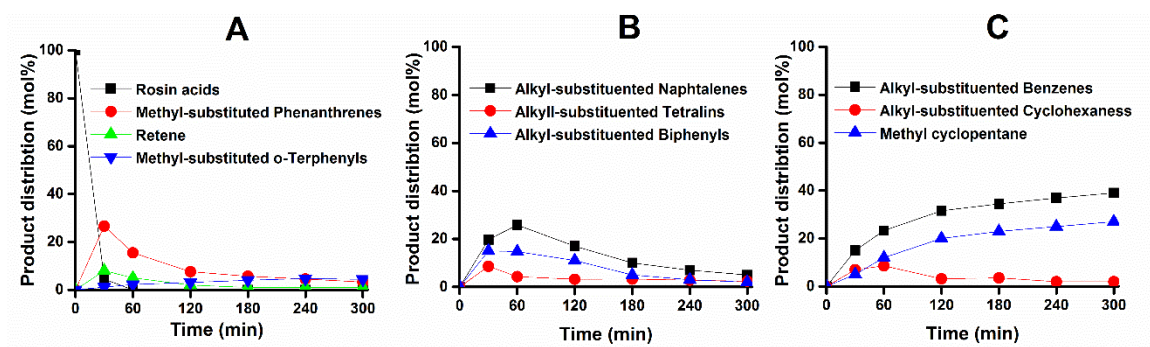 A
Product distribtion (mol%)
100
80
60
40
20
0
Rosin acids
Methyl-substituted Phenanthrenes
Retene
Methyl-substituted o-Terphenyls
0 60 120 180 240 300
Time (min)
B
Product distribtion (mol%)
100
80
60
40
20
0
Alkyl-substituented Naphtalenes
Alkyll-substituented Tetralins
Alkyl-substituented Biphenyls
0 60 120 180 240 300
Time (min)
C
Product distribtion (mol%)
100
80
60
40
20
0
Alkyl-substituented Benzenes
Alkyl-substituented Cyclohexaness
Methyl cyclopentane
0 60 120 180 240 300
Time (min)